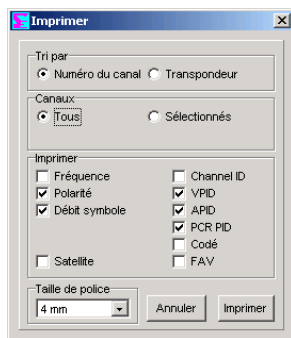 Imprimer
Tri par
Numéro du canal Transpondeur
Canaux
Tous Sélectionnés
Imprimer
Fréquence Channel ID
Polarité VPID
Débit symbole APID
PCR PID
Codé
Satellite FAV
Taille de police
4 mm Annuler Imprimer